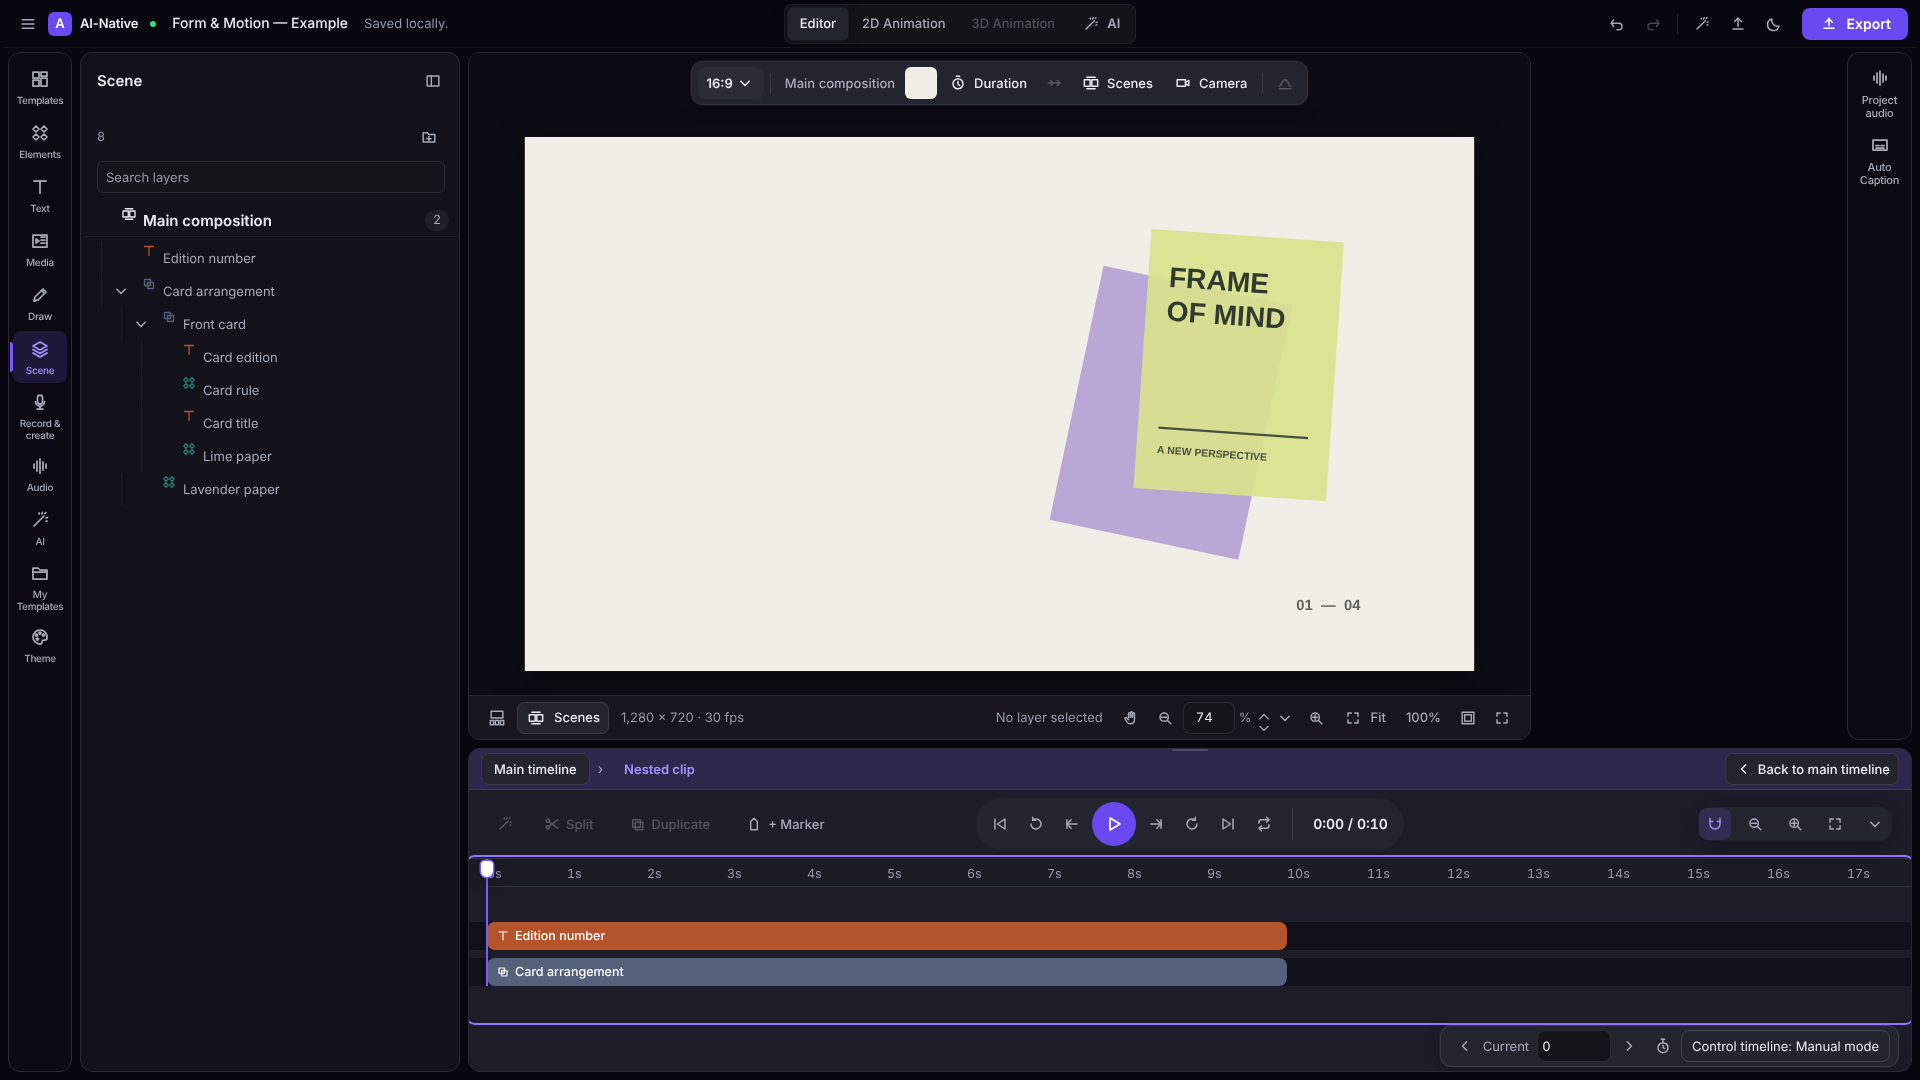 A AI-Native Form & Motion — Example Saved locally.
Editor 2D Animation 3D Animation AI
Export
Templates
Elements
Text
Media
Draw
Scene
Record &
create
Audio
AI
My
Templates
Theme
Scene
8
Search layers
Main composition 2
Edition number
Card arrangement
Front card
Card edition
Card rule
Card title
Lime paper
Lavender paper
16:9 Main composition Duration Scenes Camera
FRAME
OF MIND
A NEW PERSPECTIVE
01 — 04
Project
audio
Auto
Caption
Scenes 1,280 × 720 · 30 fps No layer selected 74 % Fit 100%
Main timeline › Nested clip Back to main timeline
Split Duplicate + Marker 0:00 / 0:10
1s 2s 3s 4s 5s 6s 7s 8s 9s 10s 11s 12s 13s 14s 15s 16s 17s
Edition number
Card arrangement
Current 0 Control timeline: Manual mode